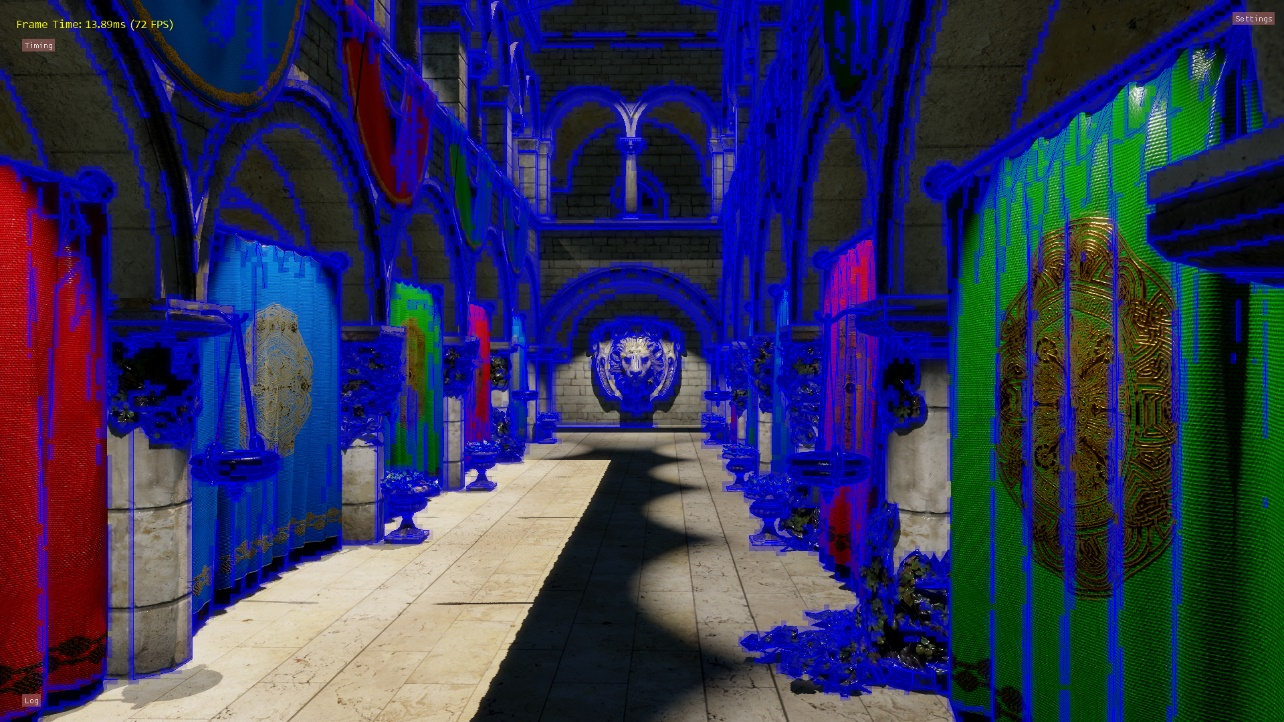 Frame Time: 13.89ms (72 FPS)
Settings
Timing
Log